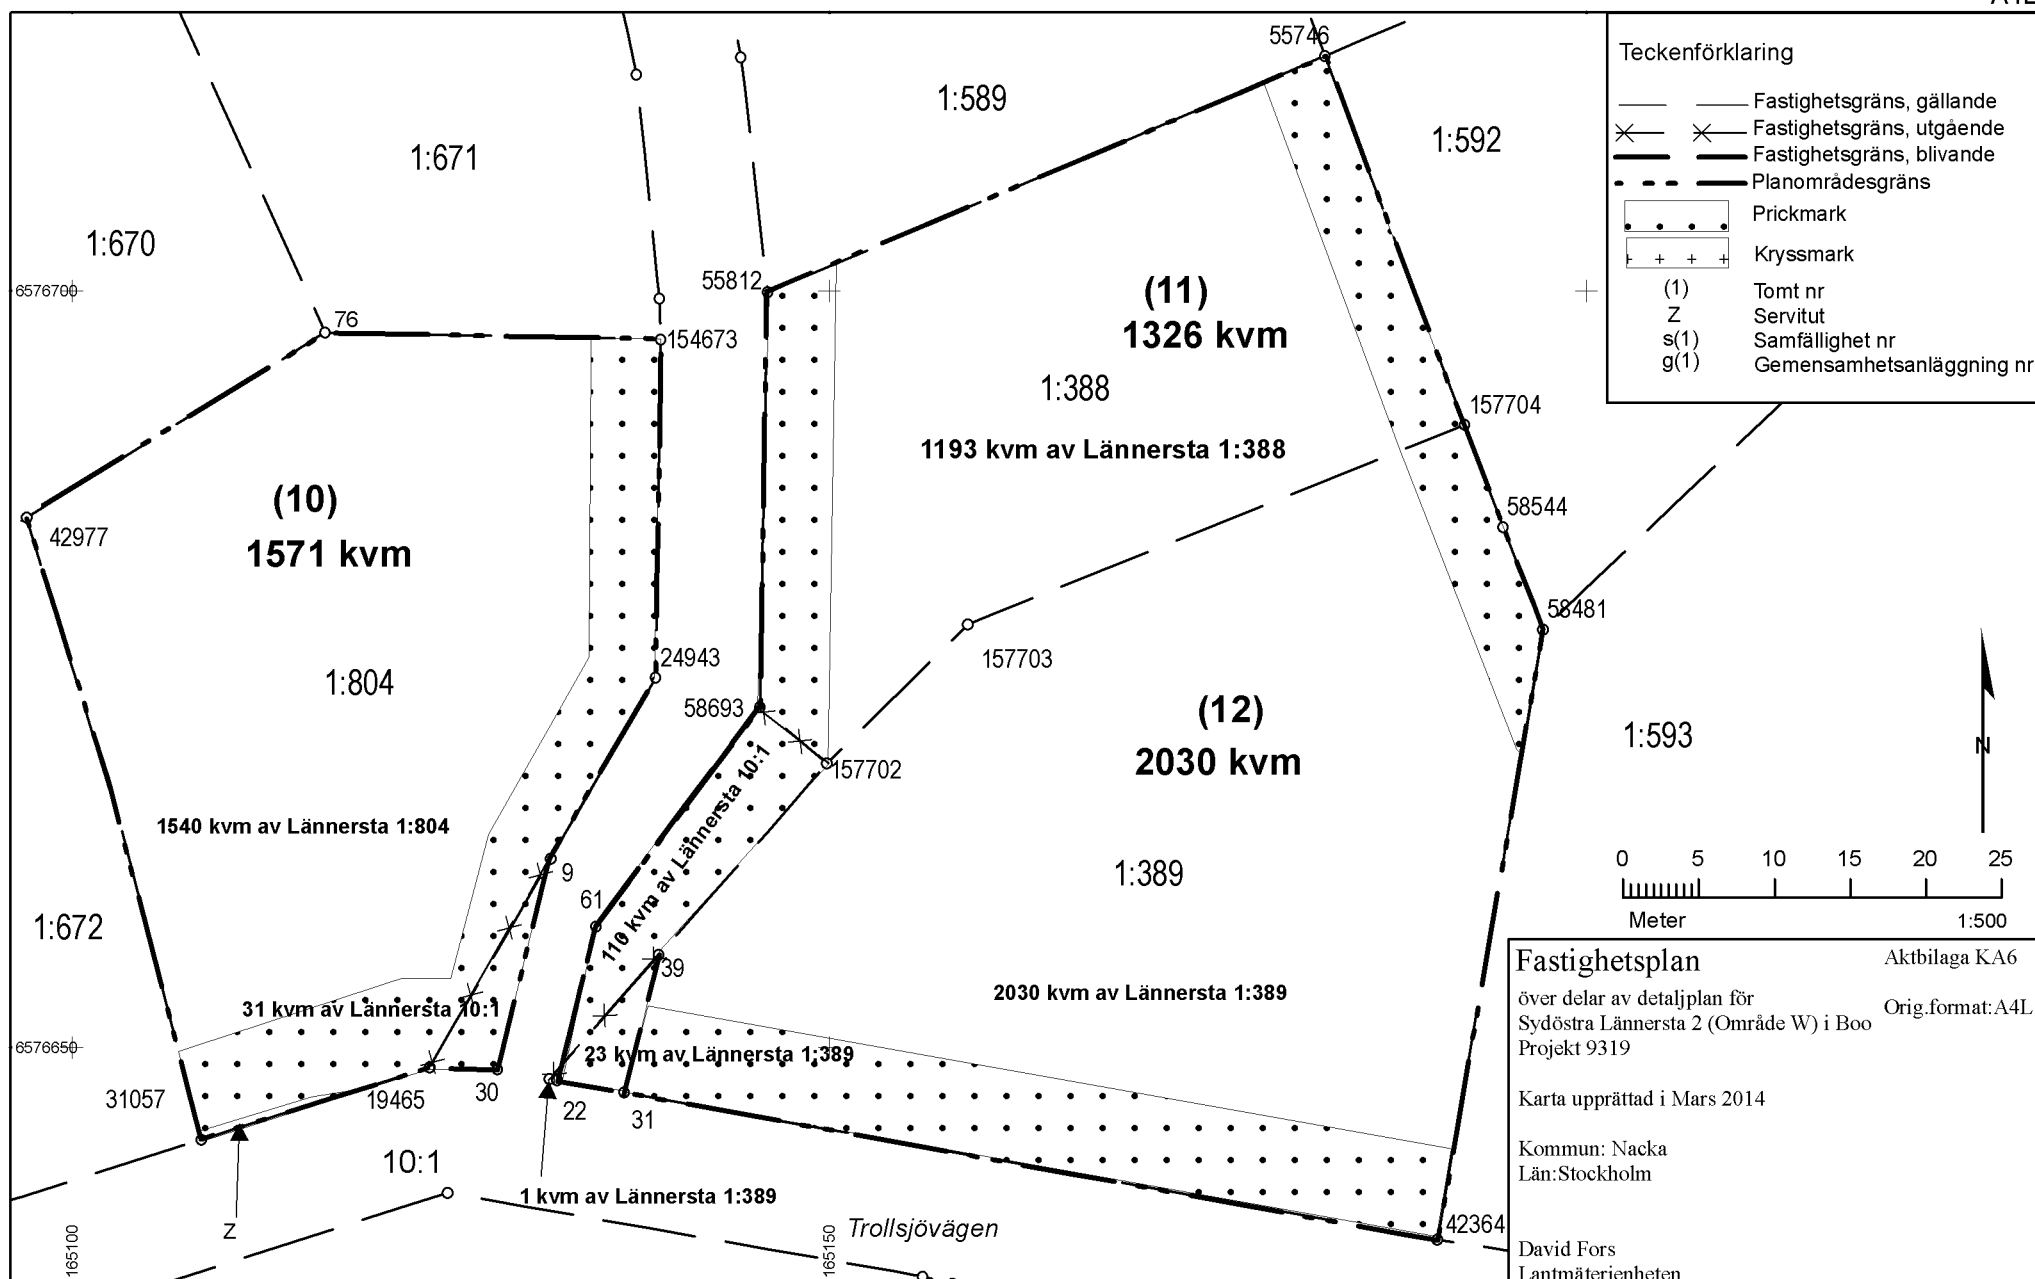 55746
1:589
1:592
1:671
1:670
6576700
55812
76
154673
(11)
1326 kvm
1:388
157704
1193 kvm av Lännersta 1:388
(10)
1571 kvm
42977
58544
58481
24943
157703
1:804
58693
(12)
2030 kvm
1:593
157702
110 kvm av Lännersta 10:1
1540 kvm av Lännersta 1:804
9
1:389
61
1:672
39
2030 kvm av Lännersta 1:389
31 kvm av Lännersta 10:1
6576650
23 kvm av Lännersta 1:389
31057
19465
30
22
31
10:1
1 kvm av Lännersta 1:389
Z
Trollsjövägen
42364
165100
165150
Teckenförklaring
Fastighetsgräns, gällande
Fastighetsgräns, utgående
Fastighetsgräns, blivande
Planområdesgräns
Prickmark
Kryssmark
(1) Tomt nr
Z Servitut
s(1) Samfällighet nr
g(1) Gemensamhetsanläggning nr
N
0 5 10 15 20 25
Meter 1:500
Fastighetsplan Aktbilaga KA6
över delar av detaljplan för Orig.format:A4L
Sydöstra Lännersta 2 (Område W) i Boo
Projekt 9319
Karta upprättad i Mars 2014
Kommun: Nacka
Län:Stockholm
David Fors
Lantmäterienheten